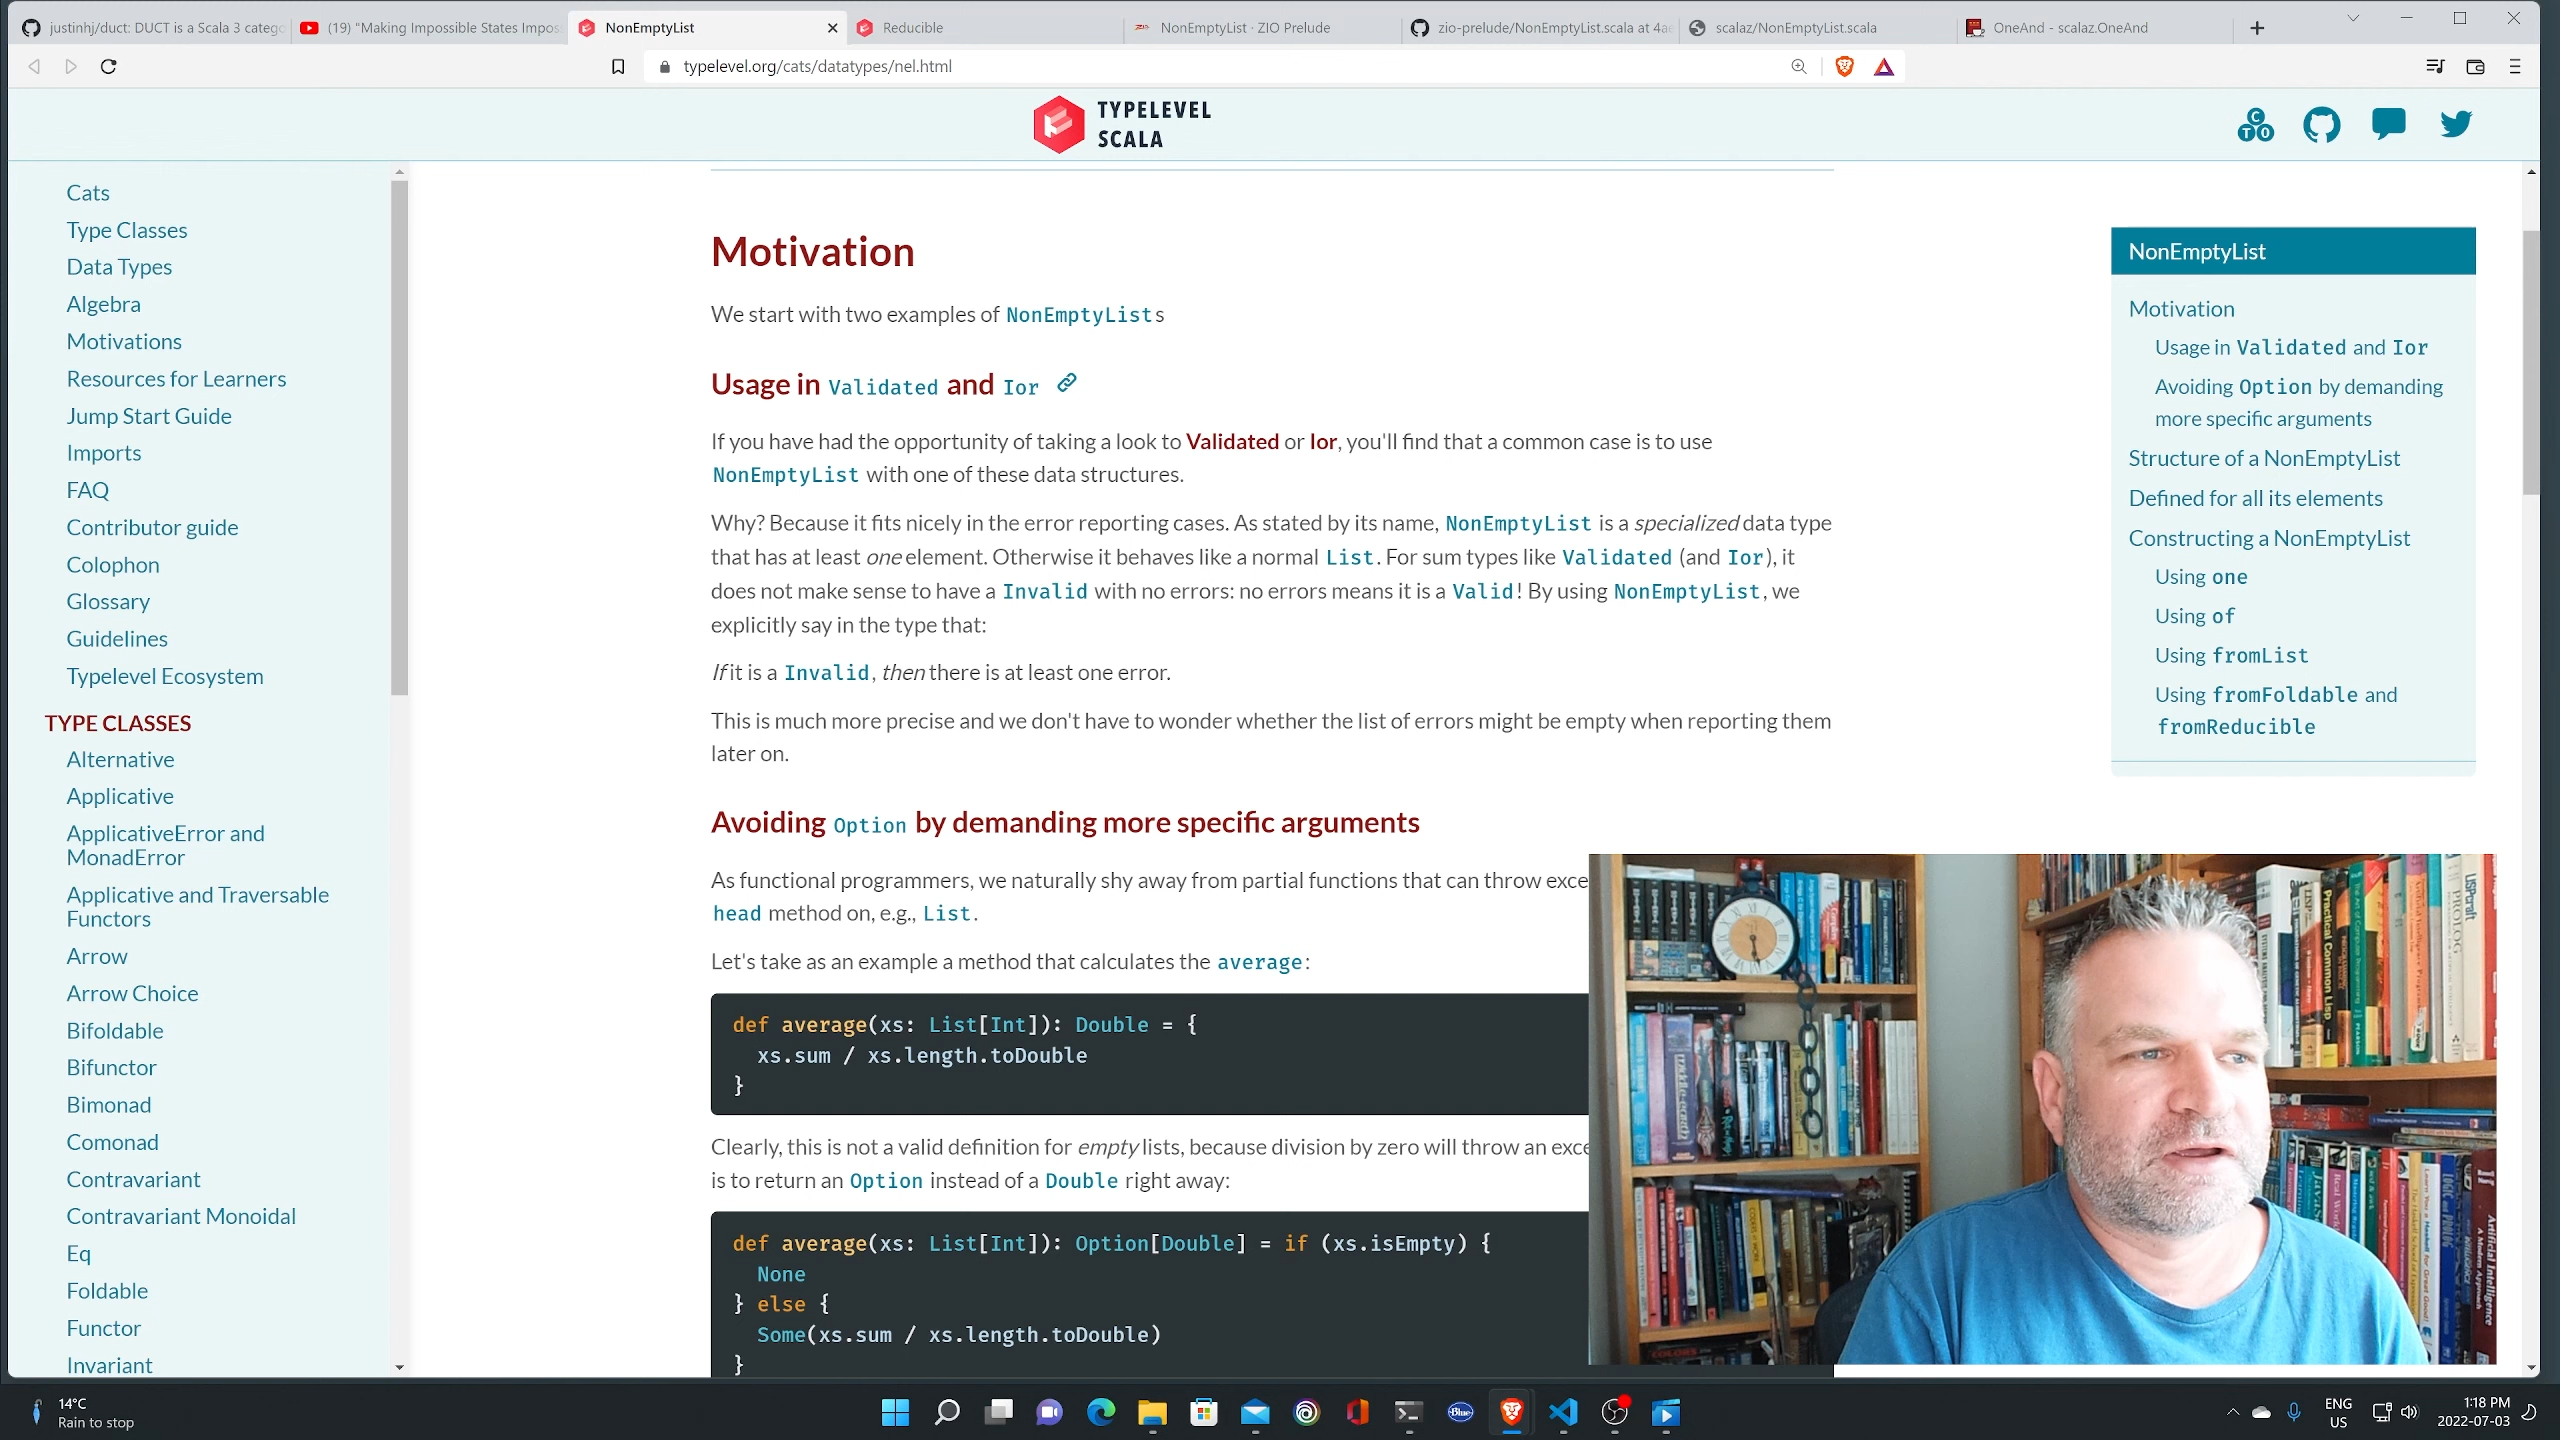 justinhj/duct: DUCT is a Scala 3 catego
(19) "Making Impossible States Imposs
NonEmptyList
Reducible
NonEmptyList · ZIO Prelude
zio-prelude/NonEmptyList.scala at 4ae
scalaz/NonEmptyList.scala
OneAnd - scalaz.OneAnd
typelevel.org/cats/datatypes/nel.html
TYPELEVEL
SCALA
Cats
Type Classes
Data Types
Algebra
Motivations
Resources for Learners
Jump Start Guide
Imports
FAQ
Contributor guide
Colophon
Glossary
Guidelines
Typelevel Ecosystem
TYPE CLASSES
Alternative
Applicative
ApplicativeError and
MonadError
Applicative and Traversable
Functors
Arrow
Arrow Choice
Bifoldable
Bifunctor
Bimonad
Comonad
Contravariant
Contravariant Monoidal
Eq
Foldable
Functor
Invariant
Motivation
We start with two examples of NonEmptyLists
Usage in Validated and Ior
If you have had the opportunity of taking a look to Validated or Ior, you'll find that a common case is to use
NonEmptyList with one of these data structures.
Why? Because it fits nicely in the error reporting cases. As stated by its name, NonEmptyList is a specialized data type
that has at least one element. Otherwise it behaves like a normal List. For sum types like Validated (and Ior), it
does not make sense to have a Invalid with no errors: no errors means it is a Valid! By using NonEmptyList, we
explicitly say in the type that:
If it is a Invalid, then there is at least one error.
This is much more precise and we don't have to wonder whether the list of errors might be empty when reporting them
later on.
Avoiding Option by demanding more specific arguments
As functional programmers, we naturally shy away from partial functions that can throw exce
head method on, e.g., List.
Let's take as an example a method that calculates the average:
def average(xs: List[Int]): Double = {
xs.sum / xs.length.toDouble
}
Clearly, this is not a valid definition for empty lists, because division by zero will throw an exce
is to return an Option instead of a Double right away:
def average(xs: List[Int]): Option[Double] = if (xs.isEmpty) {
None
} else {
Some(xs.sum / xs.length.toDouble)
}
NonEmptyList
Motivation
Usage in Validated and Ior
Avoiding Option by demanding
more specific arguments
Structure of a NonEmptyList
Defined for all its elements
Constructing a NonEmptyList
Using one
Using of
Using fromList
Using fromFoldable and
fromReducible
LISPcraft
PROLOG
Practical Common Lisp
Artificial Intelligence
A Modern Approach
14°C
Rain to stop
Blue
ENG
US
1:18 PM
2022-07-03